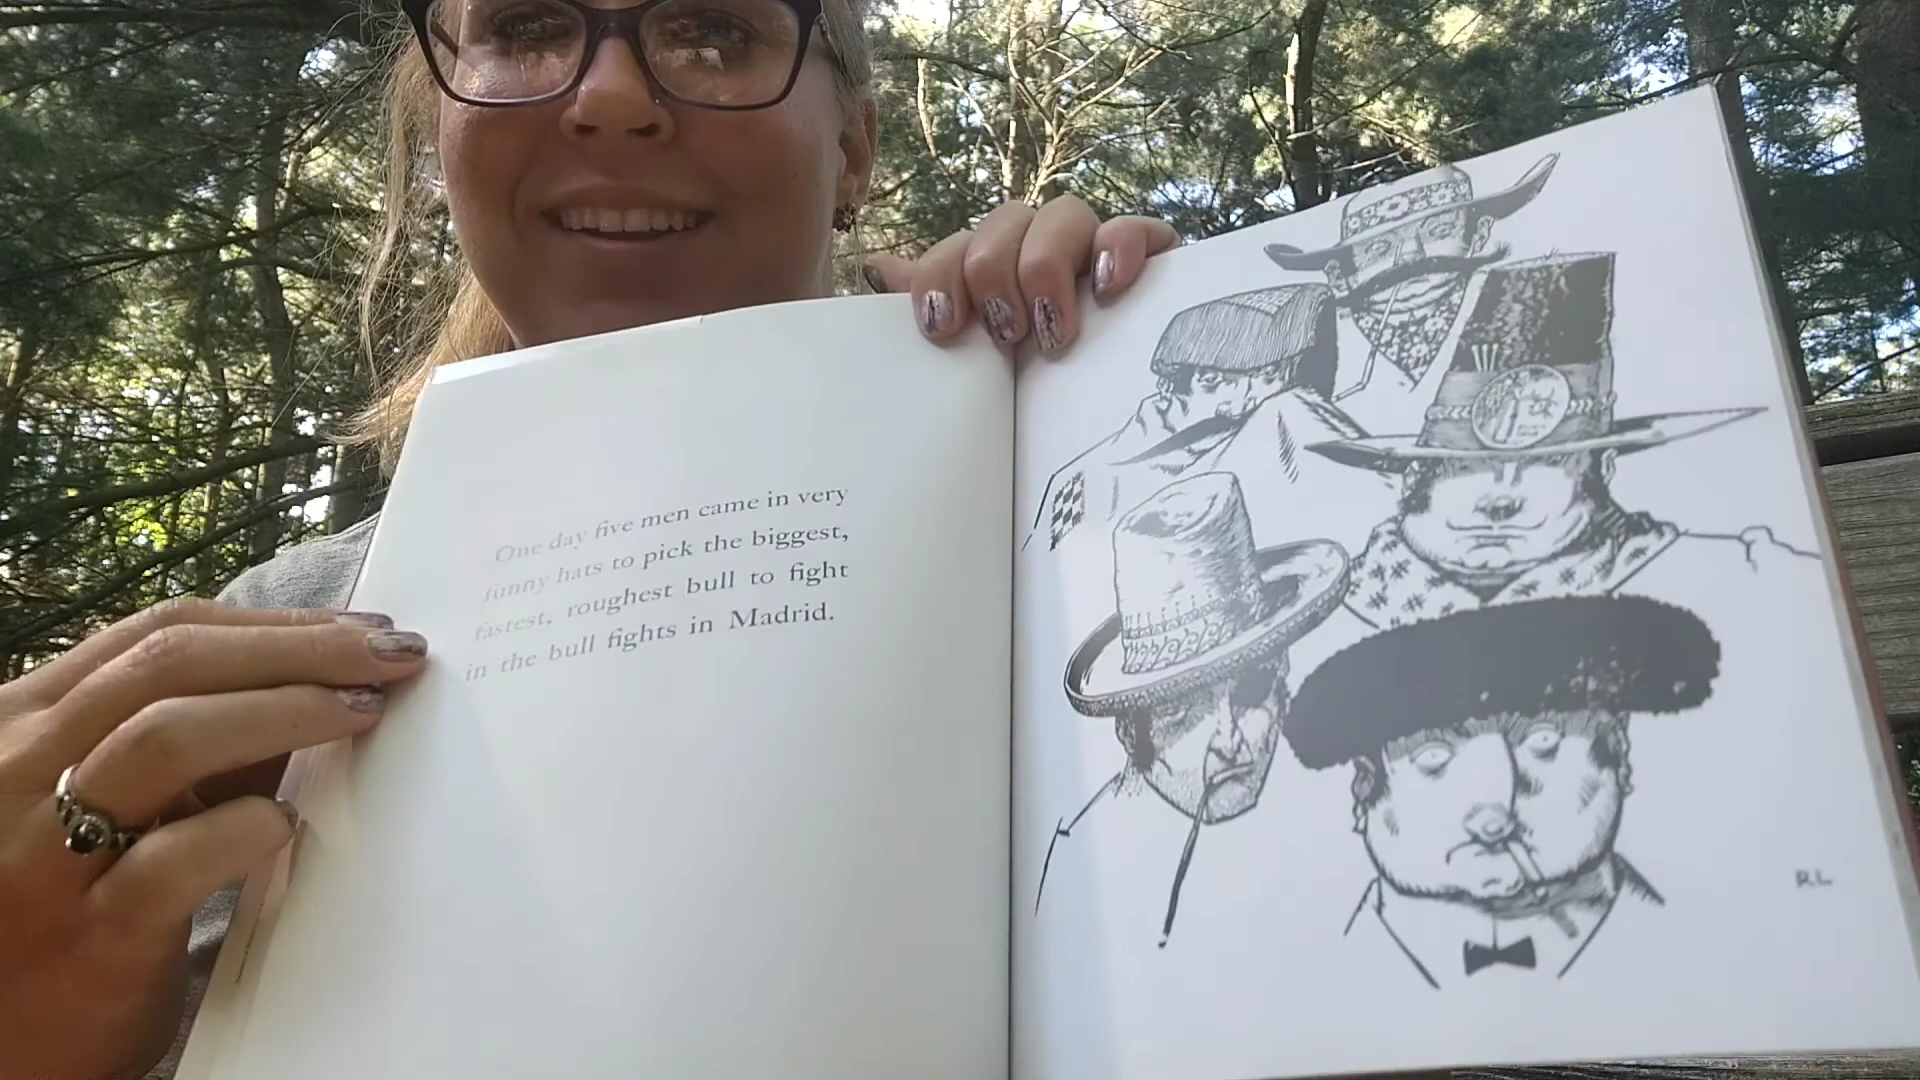 One day five men came in very
funny hats to pick the biggest,
fastest, roughest bull to fight
in the bull fights in Madrid.
RL